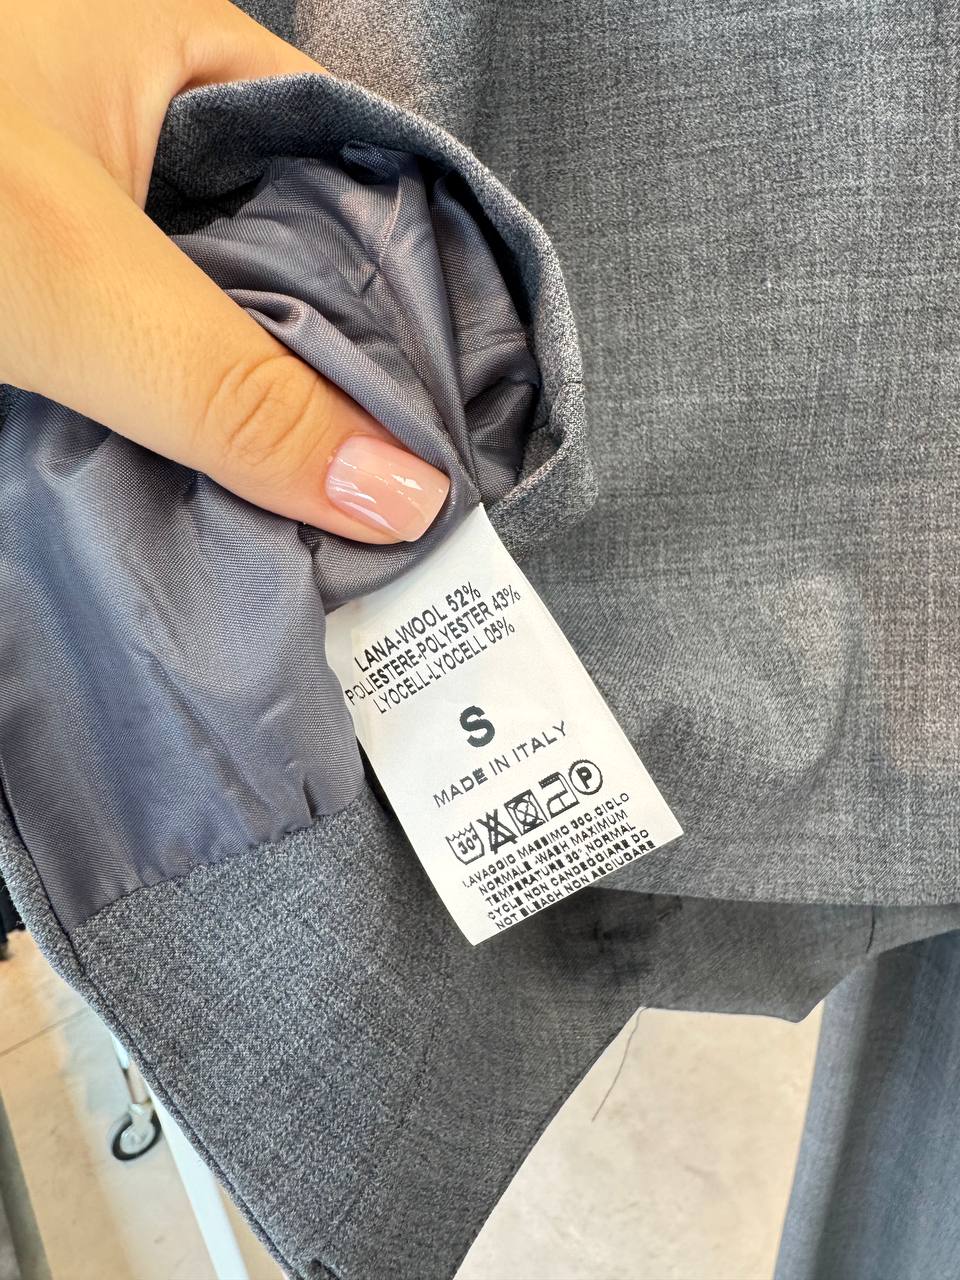 LANA-WOOL 52%
POLIESTERE-POLYESTER 43%
LYOCELL-LYOCELL 05%
S
MADE IN ITALY
30° P
LAVAGGIO MASSIMO 30C,CICLO
NORMALE -WASH MAXIMUM
TEMPERATURE 30°,NORMAL
CYCLE NON CANDEGGIARE DO
NOT BLEACH NON ASCIUGARE